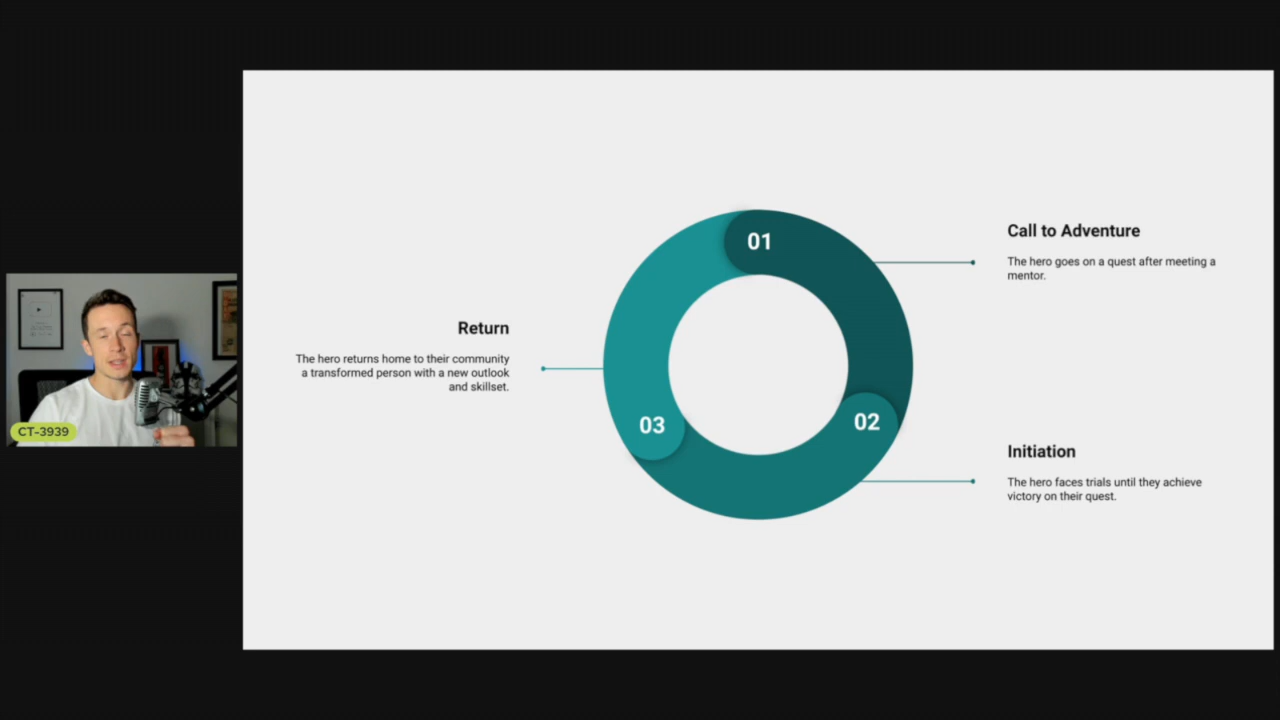 01
Call to Adventure
The hero goes on a quest after meeting a
mentor.
Return
The hero returns home to their community
a transformed person with a new outlook
and skillset.
03
02
Initiation
The hero faces trials until they achieve
victory on their quest.
CT-3939